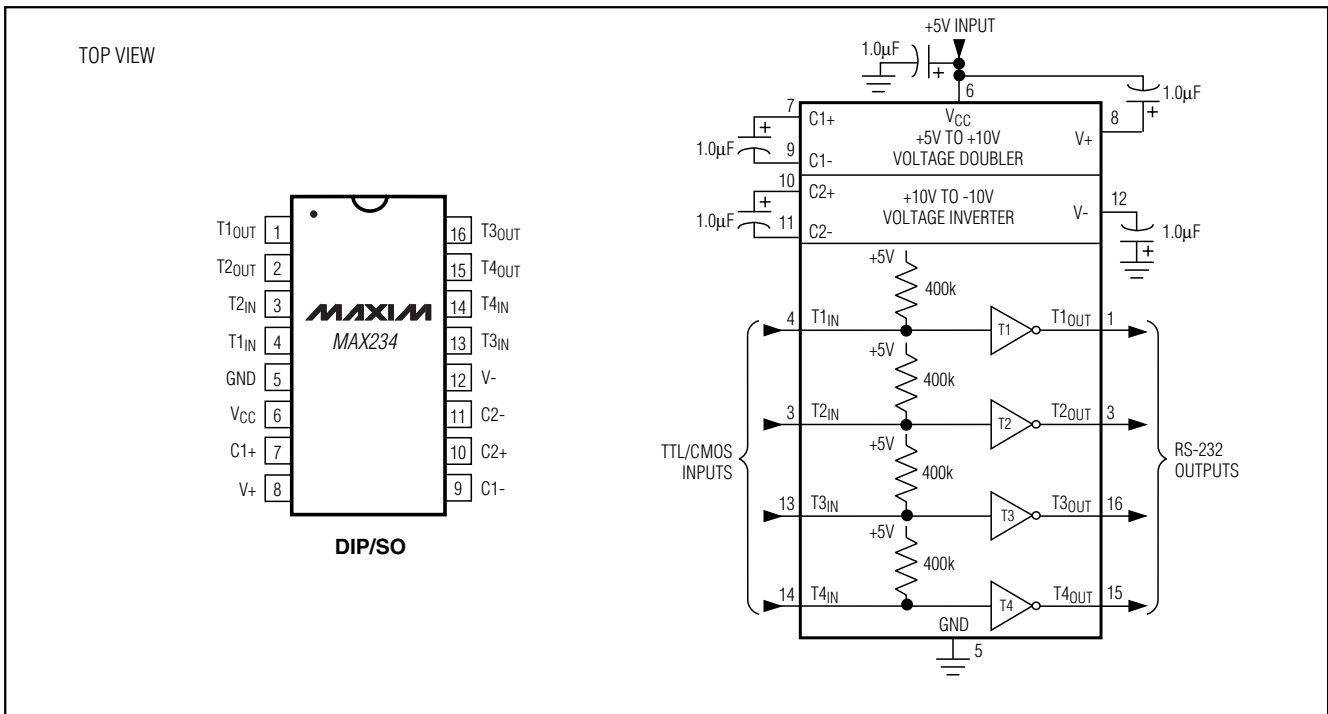 TOP VIEW
T1OUT 1
T2OUT 2
T2IN 3
T1IN 4
GND 5
VCC 6
C1+ 7
V+ 8
16 T3OUT
15 T4OUT
14 T4IN
13 T3IN
12 V-
11 C2-
10 C2+
9 C1-
MAXIM
MAX234
DIP/SO
+5V INPUT
1.0µF
+
6
1.0µF
+
8
V+
7
C1+
+
1.0µF
9
C1-
VCC
+5V TO +10V
VOLTAGE DOUBLER
10
C2+
+
1.0µF
11
C2-
+10V TO -10V
VOLTAGE INVERTER
12
V-
1.0µF
+
+5V
400k
4 T1IN
T1
T1OUT 1
+5V
400k
3 T2IN
T2
T2OUT 3
+5V
400k
13 T3IN
T3
T3OUT 16
+5V
400k
14 T4IN
T4
T4OUT 15
TTL/CMOS
INPUTS
RS-232
OUTPUTS
GND
5